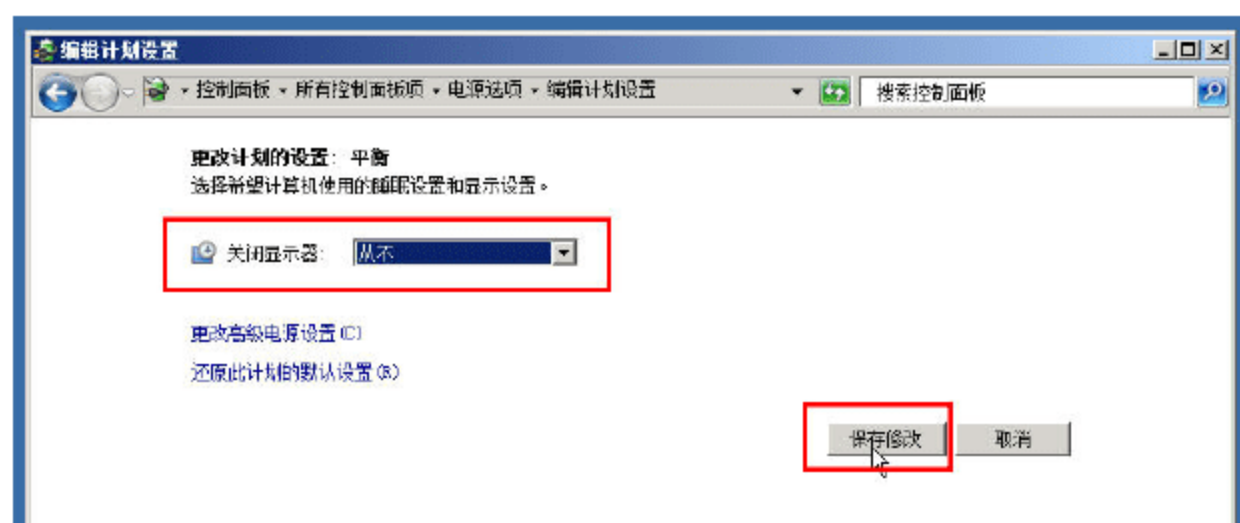 编辑计划设置
控制面板 ▾ 所有控制面板项 ▾ 电源选项 ▾ 编辑计划设置
搜索控制面板
更改计划的设置: 平衡
选择希望计算机使用的睡眠设置和显示设置。
关闭显示器: 从不
更改高级电源设置(C)
还原此计划的默认设置(R)
保存修改 取消